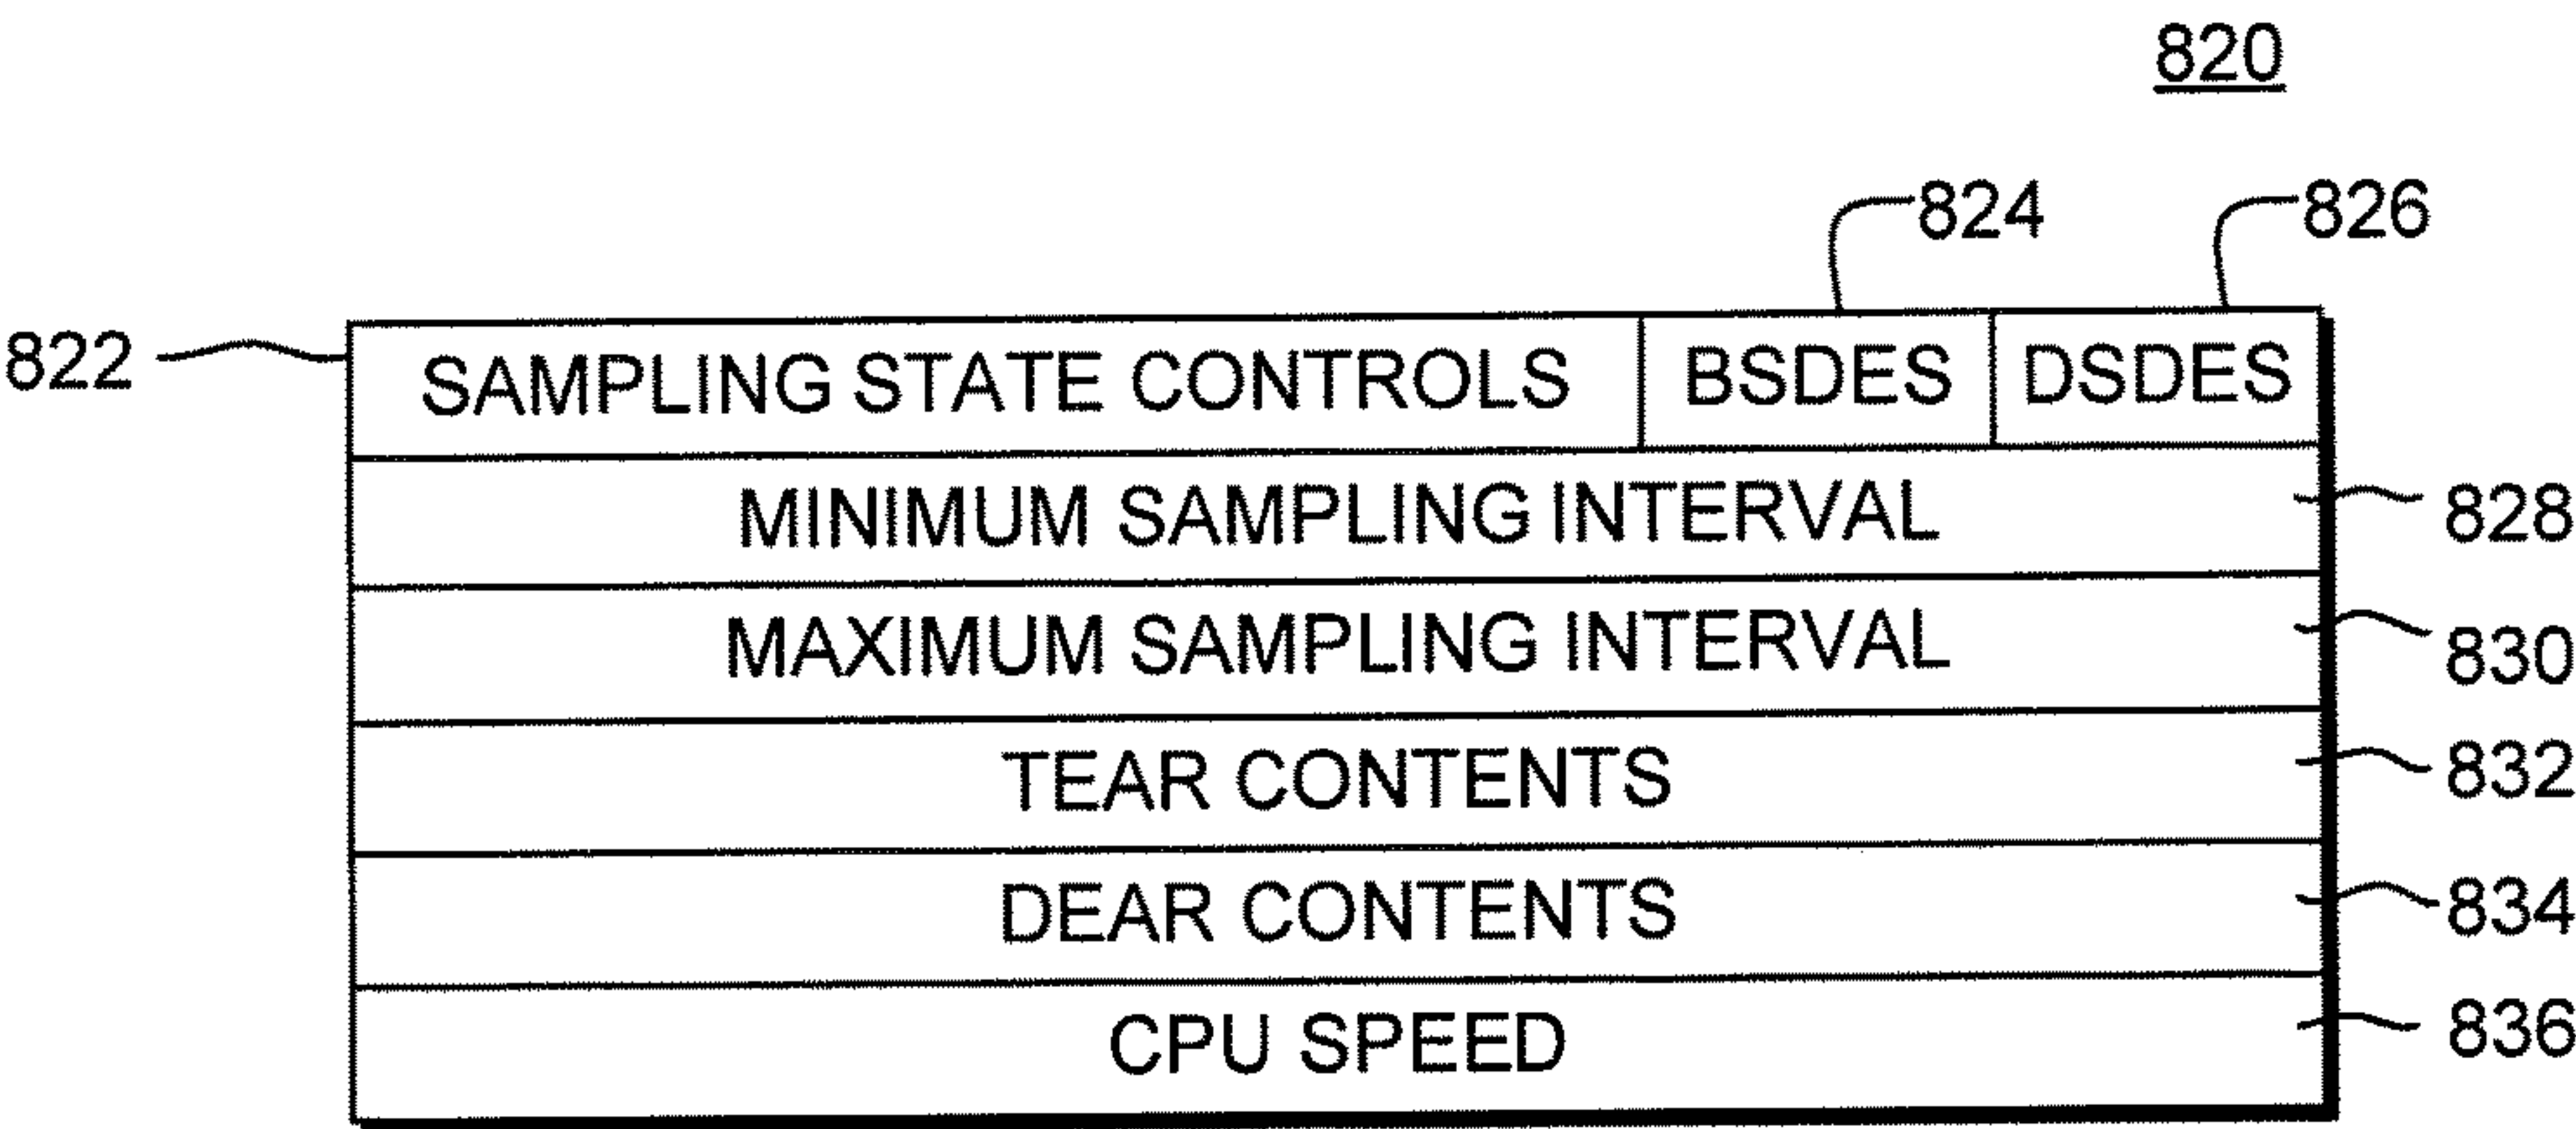 820
824 826
822 SAMPLING STATE CONTROLS BSDES DSDES
MINIMUM SAMPLING INTERVAL 828
MAXIMUM SAMPLING INTERVAL 830
TEAR CONTENTS 832
DEAR CONTENTS 834
CPU SPEED 836